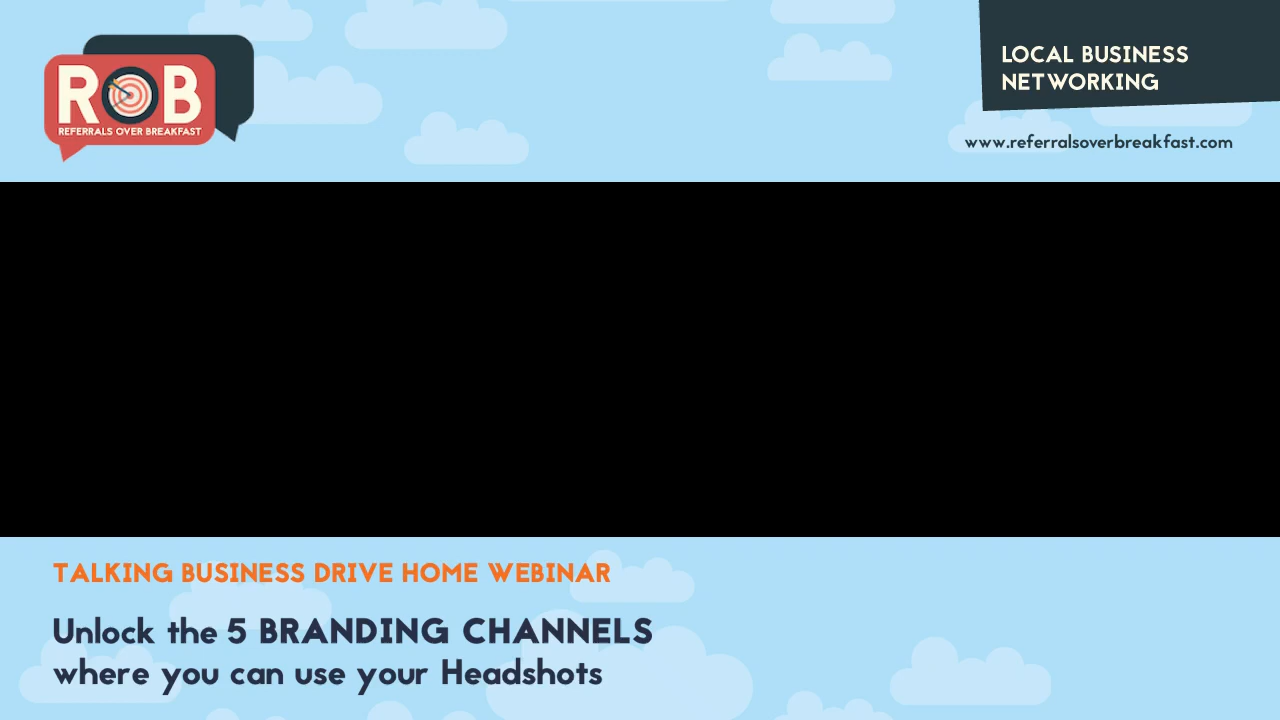 ROB
REFERRALS OVER BREAKFAST
LOCAL BUSINESS
NETWORKING
www.referralsoverbreakfast.com
TALKING BUSINESS DRIVE HOME WEBINAR
Unlock the 5 BRANDING CHANNELS
where you can use your Headshots